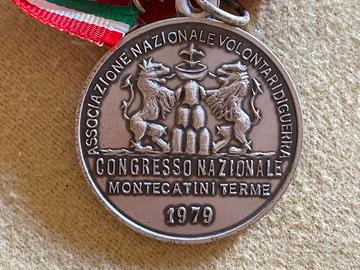 ASSOCIAZIONE NAZIONALE VOLONTARI DI GUERRA
CONGRESSO NAZIONALE
MONTECATINI TERME
1979